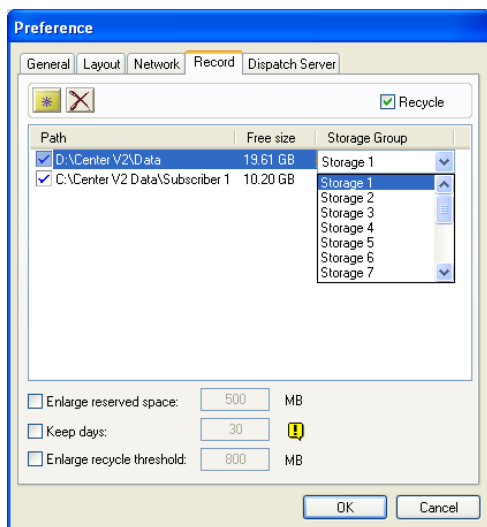 Preference
General Layout Network Record Dispatch Server
Recycle
Path Free size Storage Group
D:\Center V2\Data 19.61 GB Storage 1
C:\Center V2 Data\Subscriber 1 10.20 GB
Storage 1
Storage 2
Storage 3
Storage 4
Storage 5
Storage 6
Storage 7
Enlarge reserved space: 500 MB
Keep days: 30
Enlarge recycle threshold: 800 MB
OK Cancel